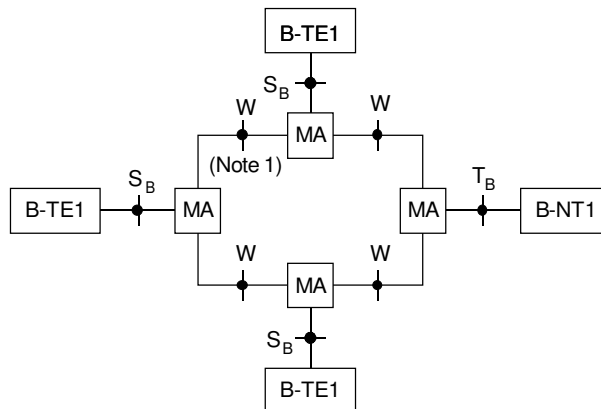 B-TE1
S_B
W
W
MA
(Note 1)
S_B
T_B
B-TE1
MA
MA
B-NT1
W
W
MA
S_B
B-TE1